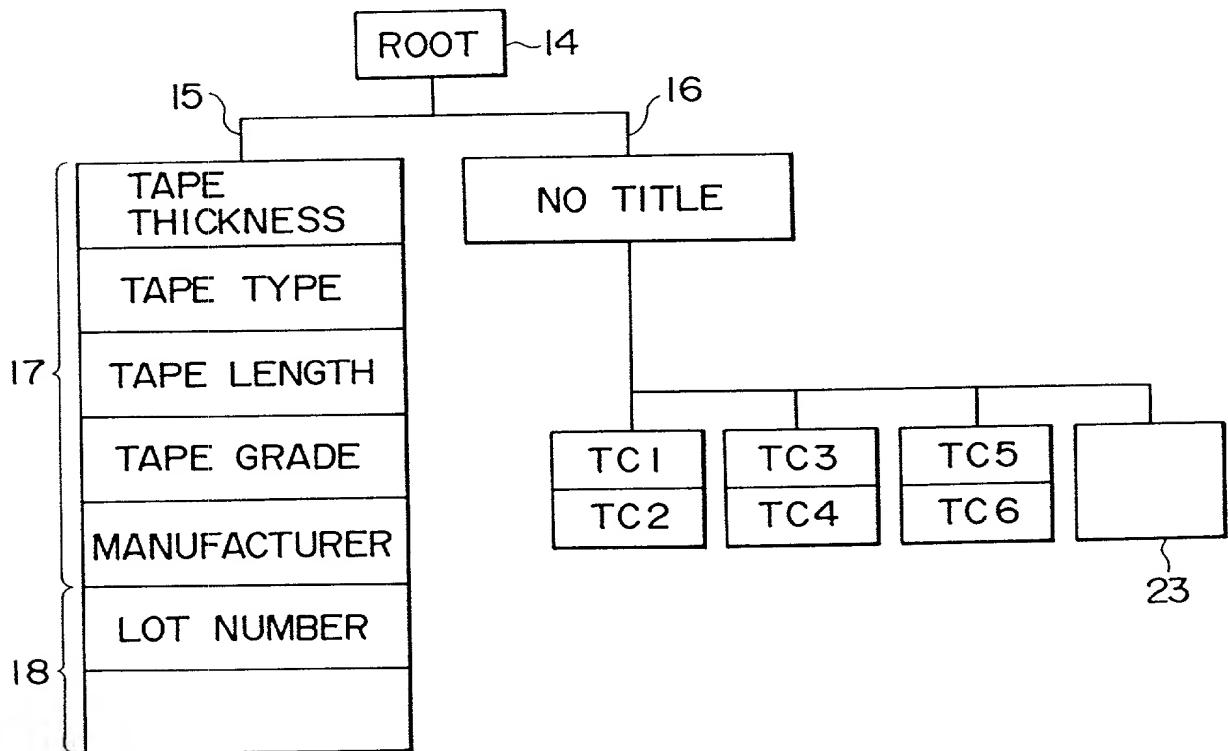 ROOT
14
15
16
TAPE
THICKNESS
NO TITLE
TAPE TYPE
17
TAPE LENGTH
TAPE GRADE
TC1
TC3
TC5
TC2
TC4
TC6
MANUFACTURER
23
LOT NUMBER
18